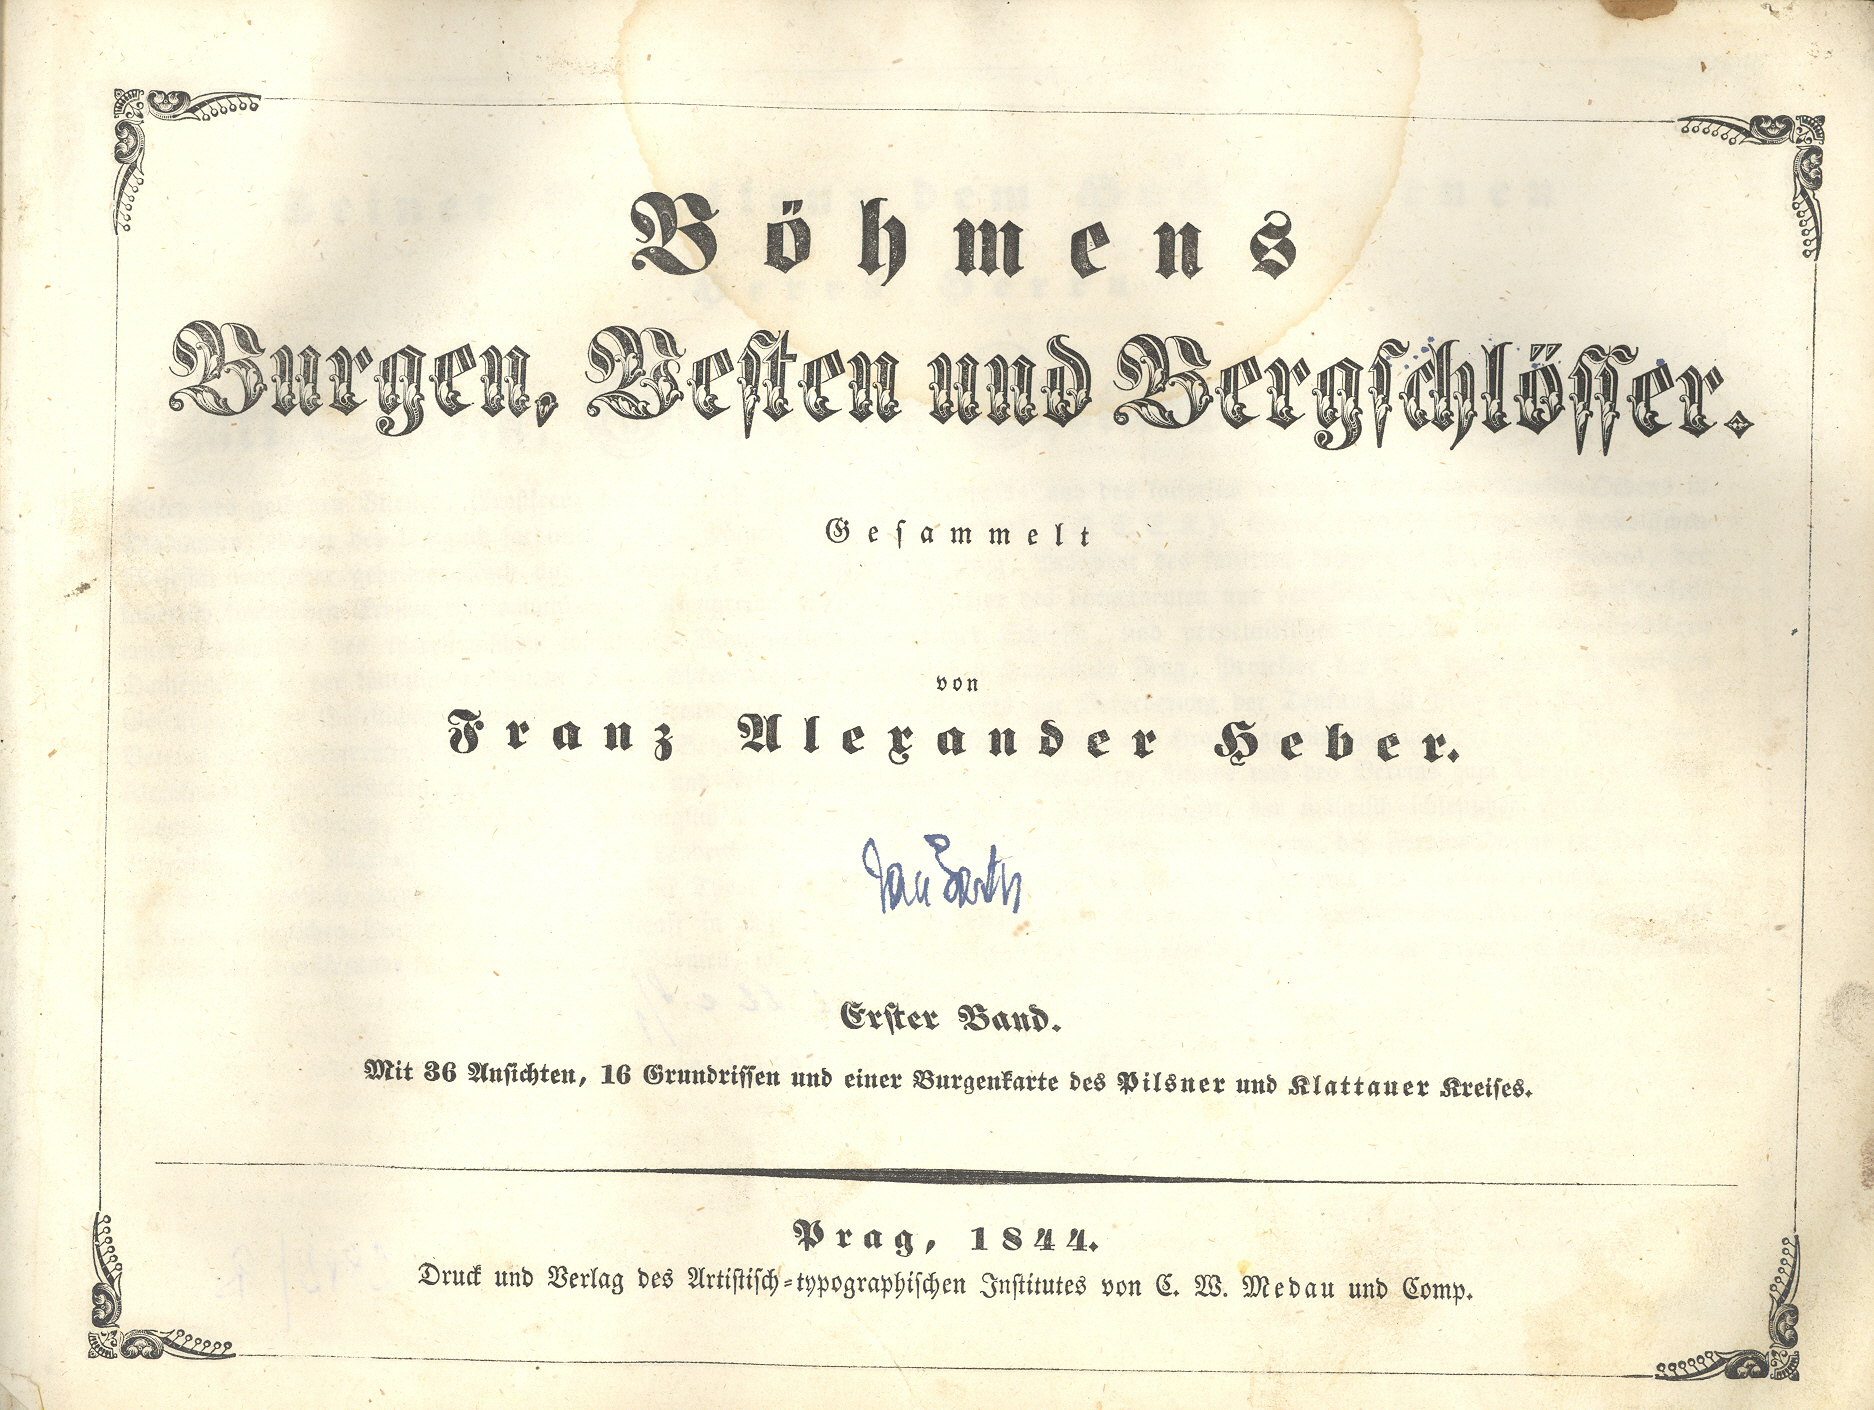 Böhmens
Burgen, Vesten und Bergschlösser.
Gesammelt
von
Franz Alexander Heber.
Erster Band.
Mit 36 Ansichten, 16 Grundrissen und einer Burgenkarte des Pilsner und Klattauer Kreises.
Prag, 1844.
Druck und Verlag des Artistisch-typographischen Institutes von C. W. Medau und Comp.